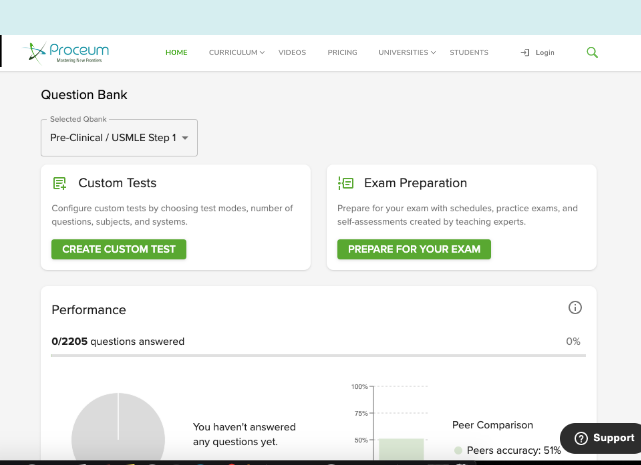 Proceum
Mastering New Frontiers
HOME
CURRICULUM
VIDEOS
PRICING
UNIVERSITIES
STUDENTS
Login
Question Bank
Selected Qbank
Pre-Clinical / USMLE Step 1
Custom Tests
Configure custom tests by choosing test modes, number of
questions, subjects, and systems.
CREATE CUSTOM TEST
Exam Preparation
Prepare for your exam with schedules, practice exams, and
self-assessments created by teaching experts.
PREPARE FOR YOUR EXAM
Performance
0/2205 questions answered
0%
You haven't answered
any questions yet.
100%
75%
50%
Peer Comparison
Peers accuracy: 51%
Support